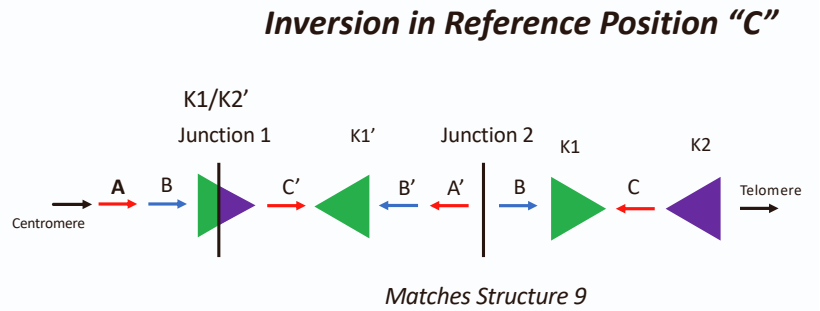 Inversion in Reference Position “C”
K1/K2’
Junction 1
K1’
Junction 2
K1
K2
A
B
C’
B’
A’
B
C
Telomere
Centromere
Matches Structure 9